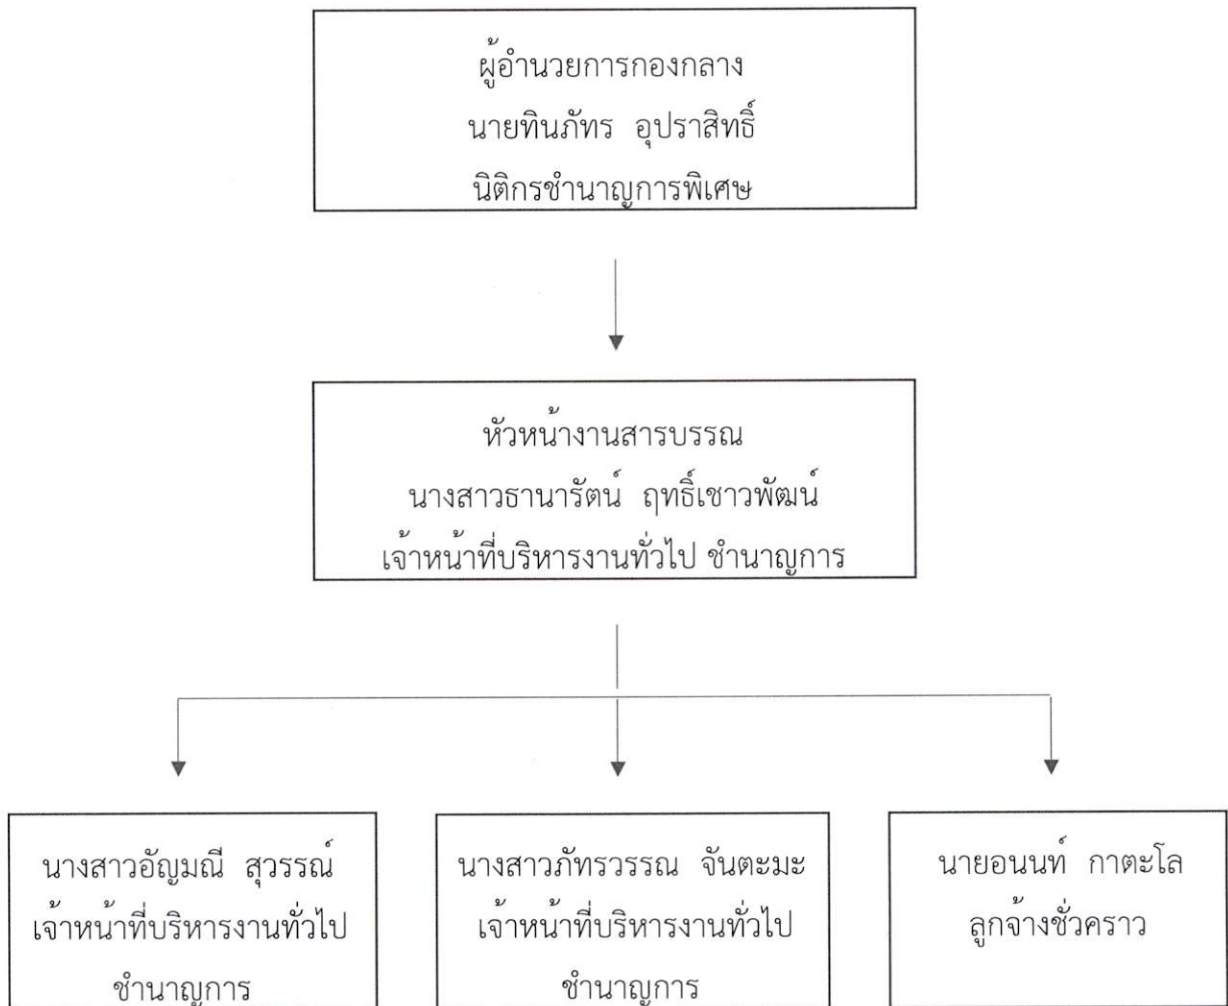 ผู้อำนวยการกองกลาง
นายทินภัทร อุปราสิทธิ์
นิติกรชำนาญการพิเศษ
หัวหน้างานสารบรรณ
นางสาวธานารัตน์ ฤทธิ์เชาวพัฒน์
เจ้าหน้าที่บริหารงานทั่วไป ชำนาญการ
นางสาวอัญมณี สุวรรณ์
เจ้าหน้าที่บริหารงานทั่วไป
ชำนาญการ
นางสาวภัทรวรรณ จันตะมะ
เจ้าหน้าที่บริหารงานทั่วไป
ชำนาญการ
นายอนนท์ กาตะโล
ลูกจ้างชั่วคราว